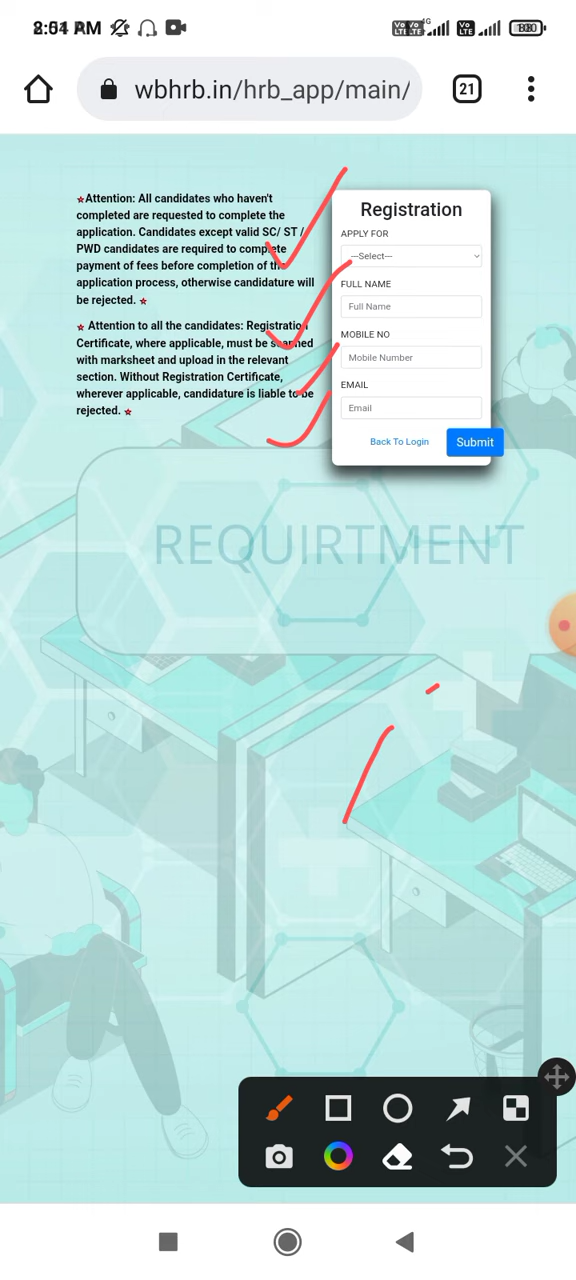 AM
4G
wbhrb.in/hrb_app/main/
21
Attention: All candidates who haven't
completed are requested to complete the
application. Candidates except valid SC/ ST /
PWD candidates are required to complete
payment of fees before completion of the
application process, otherwise candidature will
be rejected.
Attention to all the candidates: Registration
Certificate, where applicable, must be scanned
with marksheet and upload in the relevant
section. Without Registration Certificate,
wherever applicable, candidature is liable to be
rejected.
Registration
APPLY FOR
---Select---
FULL NAME
Full Name
MOBILE NO
Mobile Number
EMAIL
Email
Back To Login
Submit
REQUIRTMENT